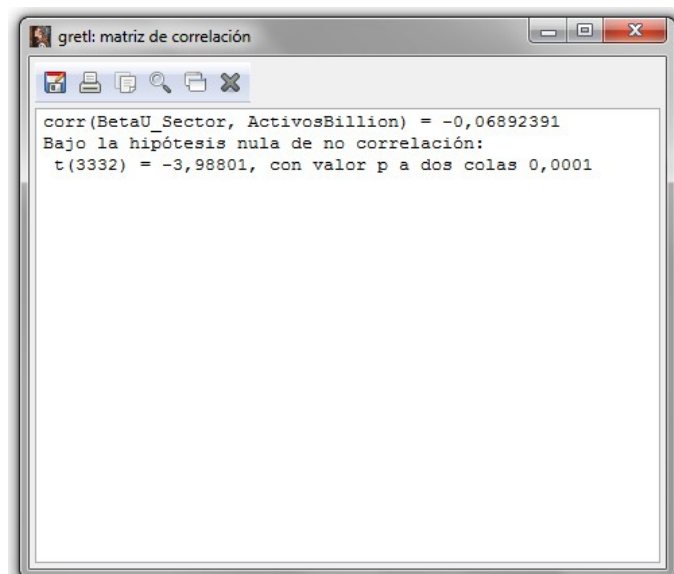 gretl: matriz de correlación
corr(BetaU_Sector, ActivosBillion) = -0,06892391
Bajo la hipótesis nula de no correlación:
t(3332) = -3,98801, con valor p a dos colas 0,0001